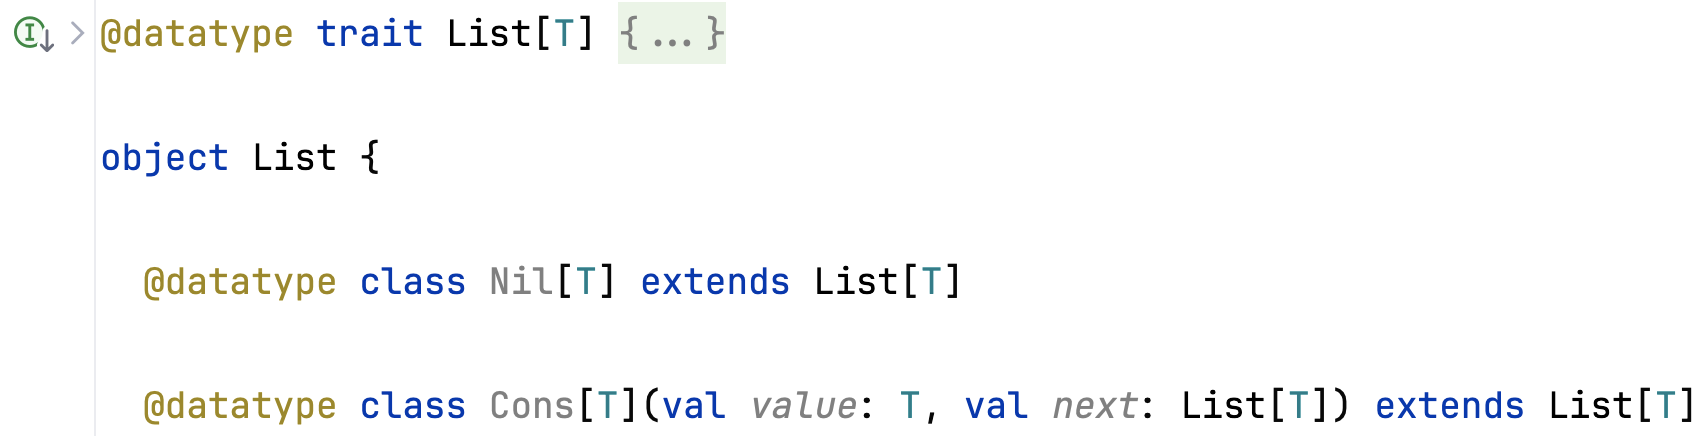 @datatype trait List[T] {...}
object List {
@datatype class Nil[T] extends List[T]
@datatype class Cons[T](val value: T, val next: List[T]) extends List[T]